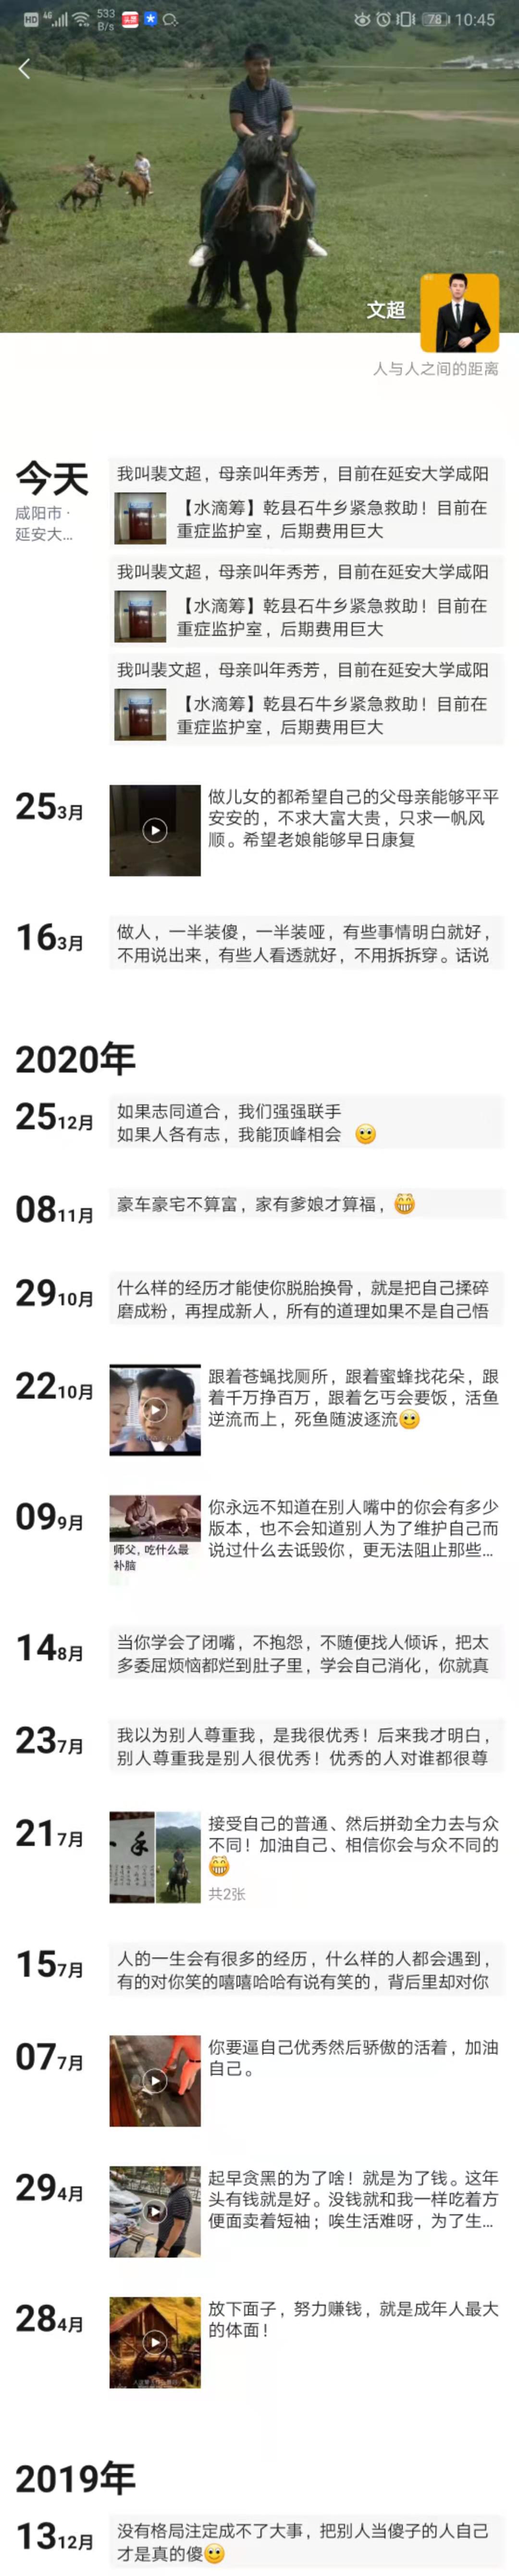 HD 4G 533 B/s 头条 78 10:45
文超
人与人之间的距离
今天
咸阳市·
延安大...
我叫裴文超，母亲叫年秀芳，目前在延安大学咸阳
【水滴筹】乾县石牛乡紧急救助！目前在
重症监护室，后期费用巨大
我叫裴文超，母亲叫年秀芳，目前在延安大学咸阳
【水滴筹】乾县石牛乡紧急救助！目前在
重症监护室，后期费用巨大
我叫裴文超，母亲叫年秀芳，目前在延安大学咸阳
【水滴筹】乾县石牛乡紧急救助！目前在
重症监护室，后期费用巨大
25 3月
做儿女的都希望自己的父母亲能够平平
安安的，不求大富大贵，只求一帆风
顺。希望老娘能够早日康复
16 3月
做人，一半装傻，一半装哑，有些事情明白就好，
不用说出来，有些人看透就好，不用拆拆穿。话说
2020年
25 12月
如果志同道合，我们强强联手
如果人各有志，我能顶峰相会
08 11月
豪车豪宅不算富，家有爹娘才算福，
29 10月
什么样的经历才能使你脱胎换骨，就是把自己揉碎
磨成粉，再捏成新人，所有的道理如果不是自己悟
22 10月
跟着苍蝇找厕所，跟着蜜蜂找花朵，跟
着千万挣百万，跟着乞丐会要饭，活鱼
逆流而上，死鱼随波逐流
09 9月
师父，吃什么最
补脑
你永远不知道在别人嘴中的你会有多少
版本，也不会知道别人为了维护自己而
说过什么去诋毁你，更无法阻止那些...
14 8月
当你学会了闭嘴，不抱怨，不随便找人倾诉，把太
多委屈烦恼都烂到肚子里，学会自己消化，你就真
23 7月
我以为别人尊重我，是我很优秀！后来我才明白，
别人尊重我是别人很优秀！优秀的人对谁都很尊
21 7月
接受自己的普通、然后拼劲全力去与众
不同！加油自己、相信你会与众不同的
共2张
15 7月
人的一生会有很多的经历，什么样的人都会遇到，
有的对你笑的嘻嘻哈哈有说有笑的，背后里却对你
07 7月
你要逼自己优秀然后骄傲的活着，加油
自己。
29 4月
起早贪黑的为了啥！就是为了钱。这年
头有钱就是好。没钱就和我一样吃着方
便面卖着短袖；唉生活难呀，为了生...
28 4月
放下面子，努力赚钱，就是成年人最大
的体面！
2019年
13 12月
没有格局注定成不了大事，把别人当傻子的人自己
才是真的傻